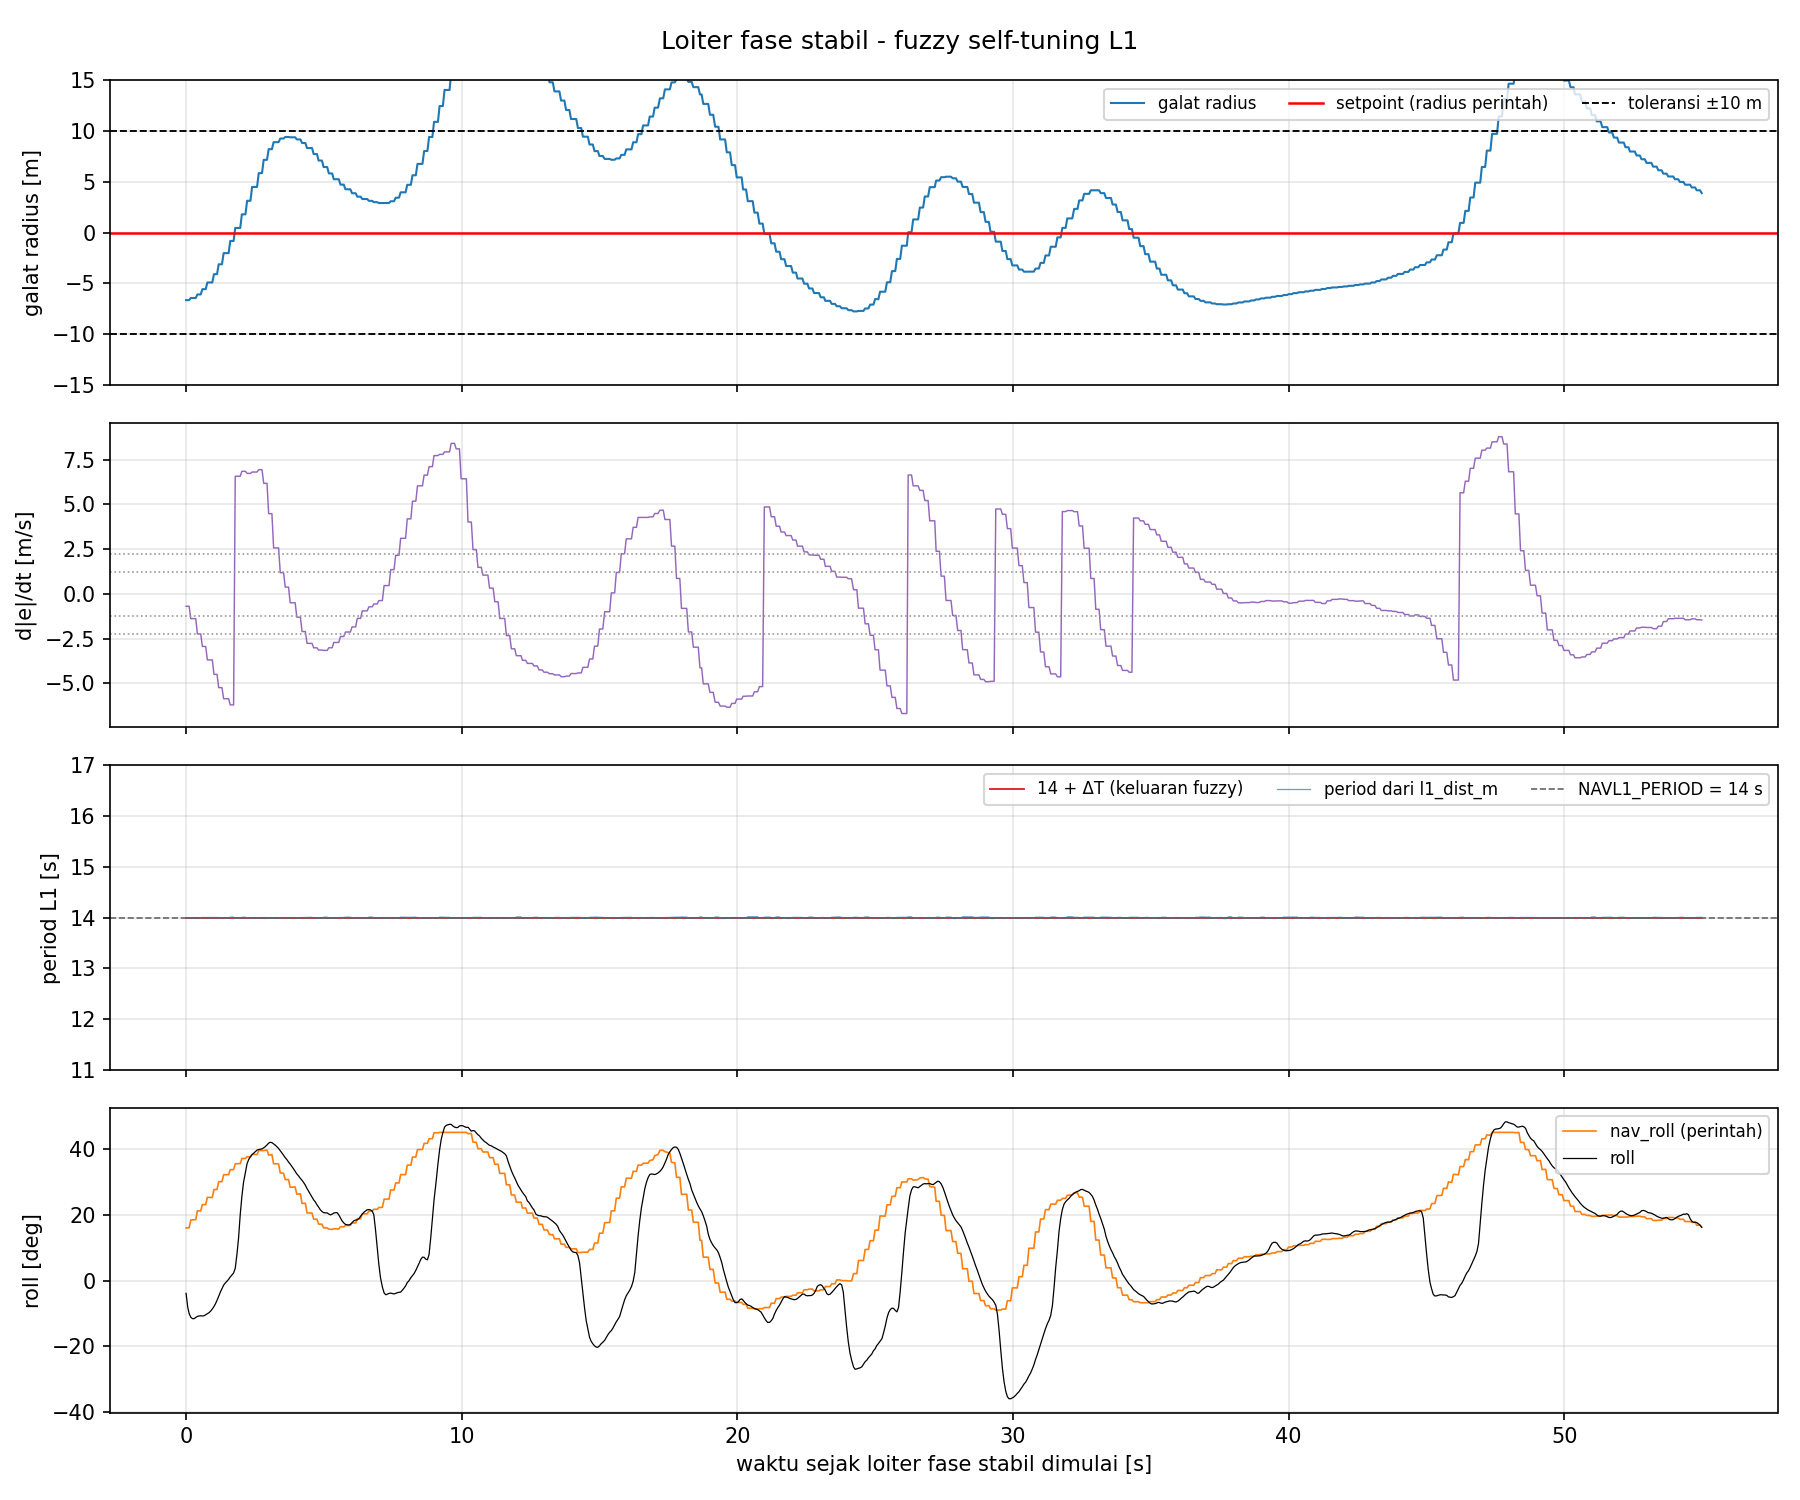 Loiter fase stabil - fuzzy self-tuning L1
15
10
5
0
−5
−10
−15
galat radius [m]
galat radius
setpoint (radius perintah)
toleransi ±10 m
7.5
5.0
2.5
0.0
−2.5
−5.0
d|e|/dt [m/s]
17
16
15
14
13
12
11
period L1 [s]
14 + ΔT (keluaran fuzzy)
period dari l1_dist_m
NAVL1_PERIOD = 14 s
40
20
0
−20
−40
roll [deg]
nav_roll (perintah)
roll
0 10 20 30 40 50
waktu sejak loiter fase stabil dimulai [s]